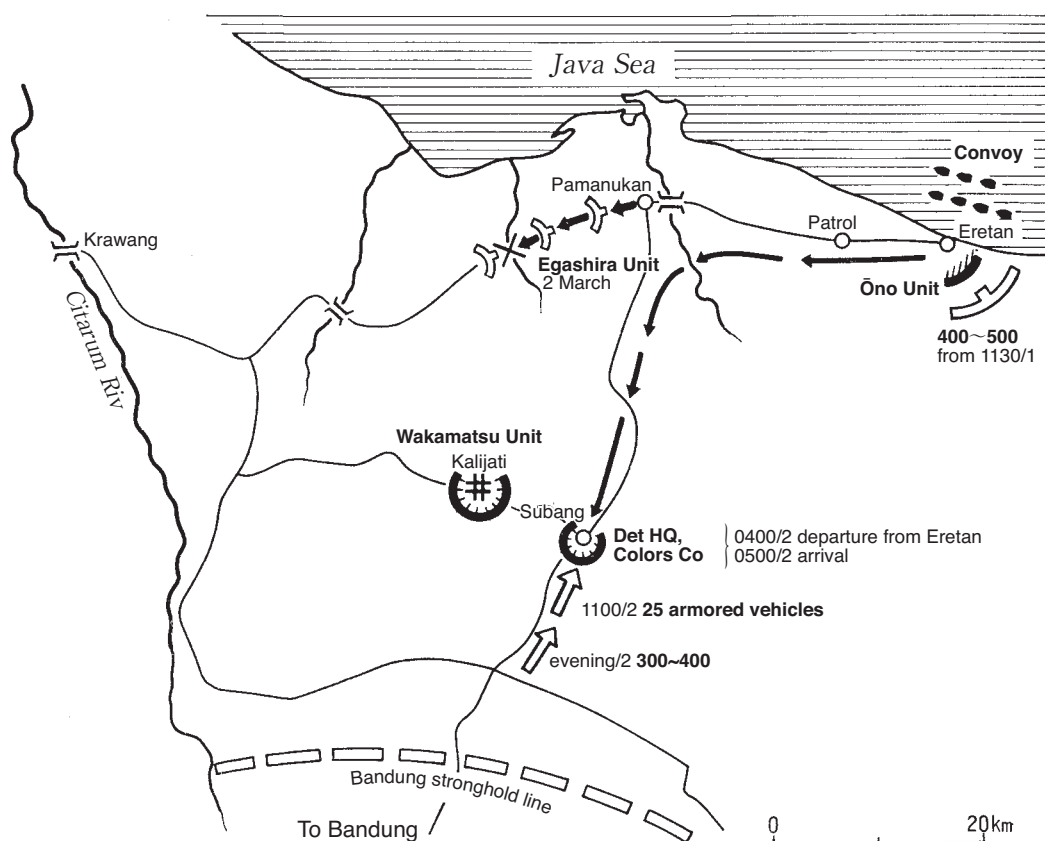 Java Sea
Convoy
Pamanukan
Patrol
Eretan
Krawang
Egashira Unit
2 March
Ōno Unit
400～500
from 1130/1
Citarum Riv
Wakamatsu Unit
Kalijati
Subang
Det HQ,
Colors Co
0400/2 departure from Eretan
0500/2 arrival
1100/2 25 armored vehicles
evening/2 300~400
Bandung stronghold line
To Bandung
0
20km